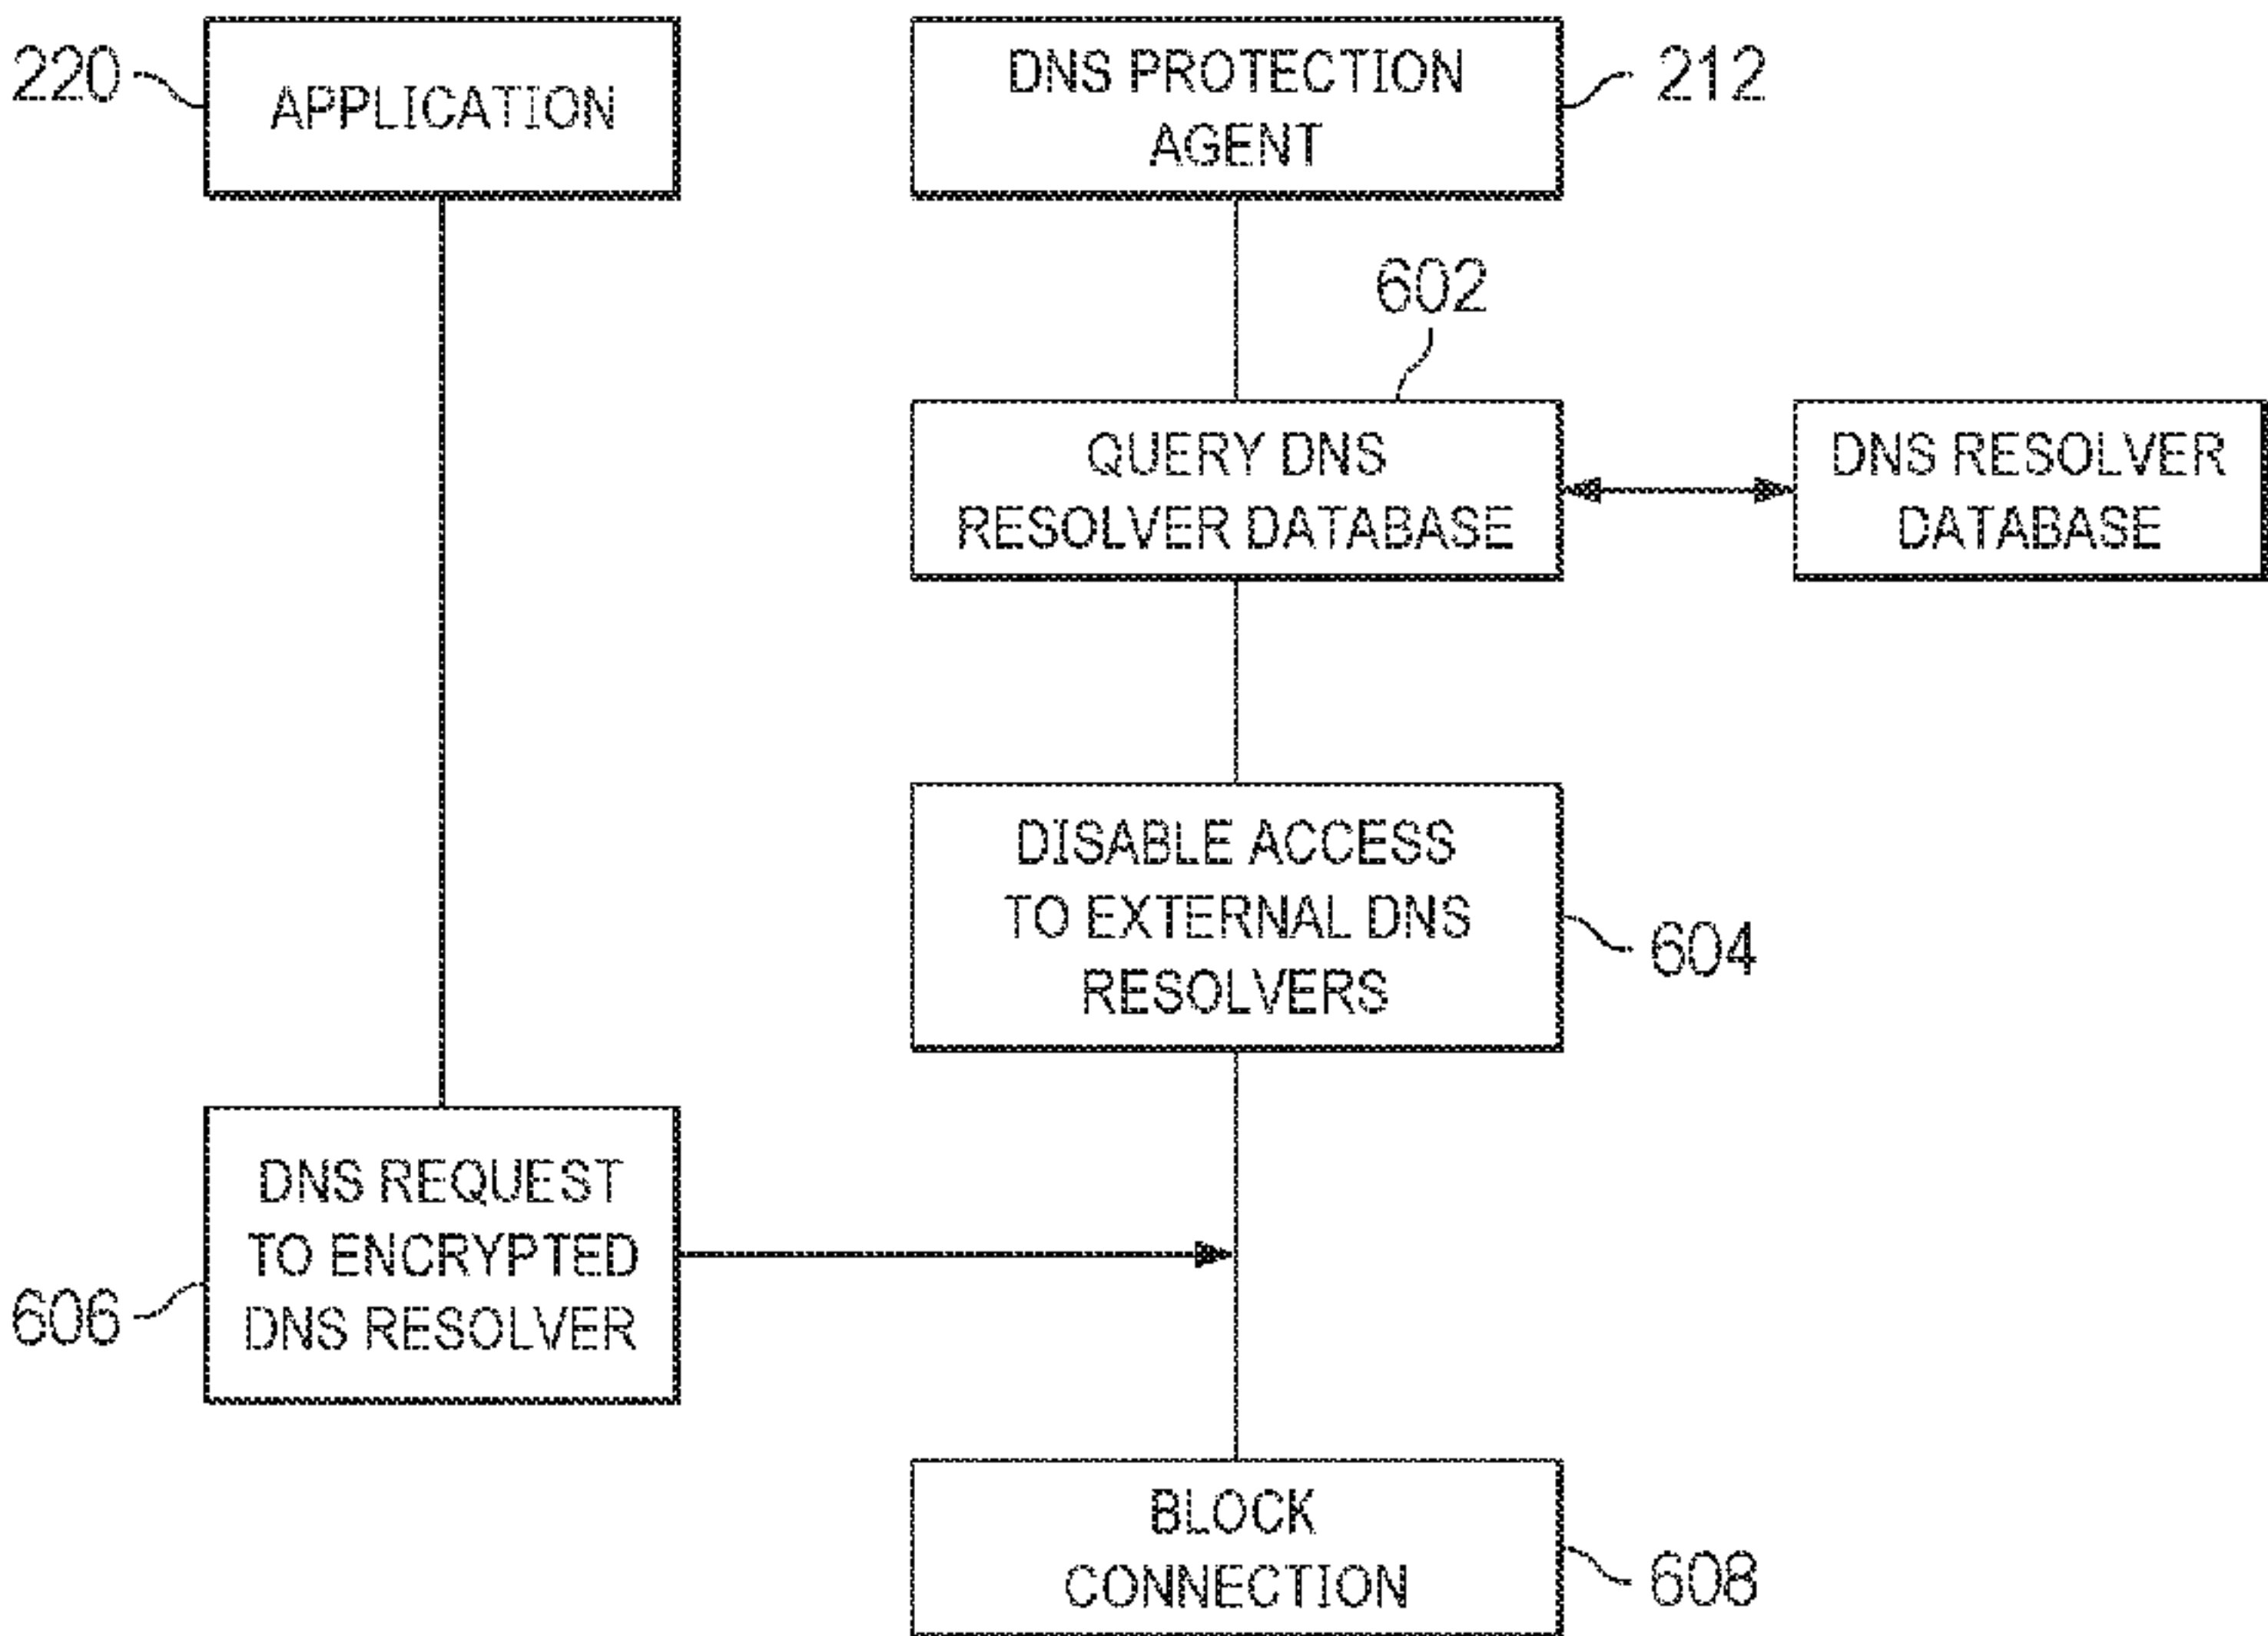 220
APPLICATION
DNS PROTECTION
AGENT
212
602
QUERY DNS
RESOLVER DATABASE
DNS RESOLVER
DATABASE
DISABLE ACCESS
TO EXTERNAL DNS
RESOLVERS
604
DNS REQUEST
TO ENCRYPTED
DNS RESOLVER
606
BLOCK
CONNECTION
608